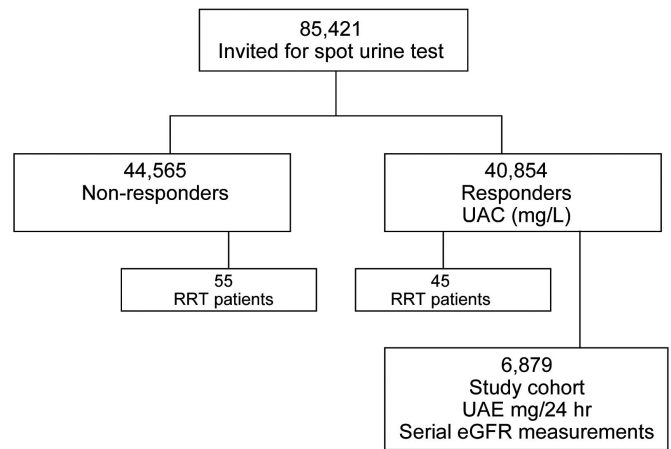 85,421
Invited for spot urine test
44,565
Non-responders
40,854
Responders
UAC (mg/L)
55
RRT patients
45
RRT patients
6,879
Study cohort
UAE mg/24 hr
Serial eGFR measurements